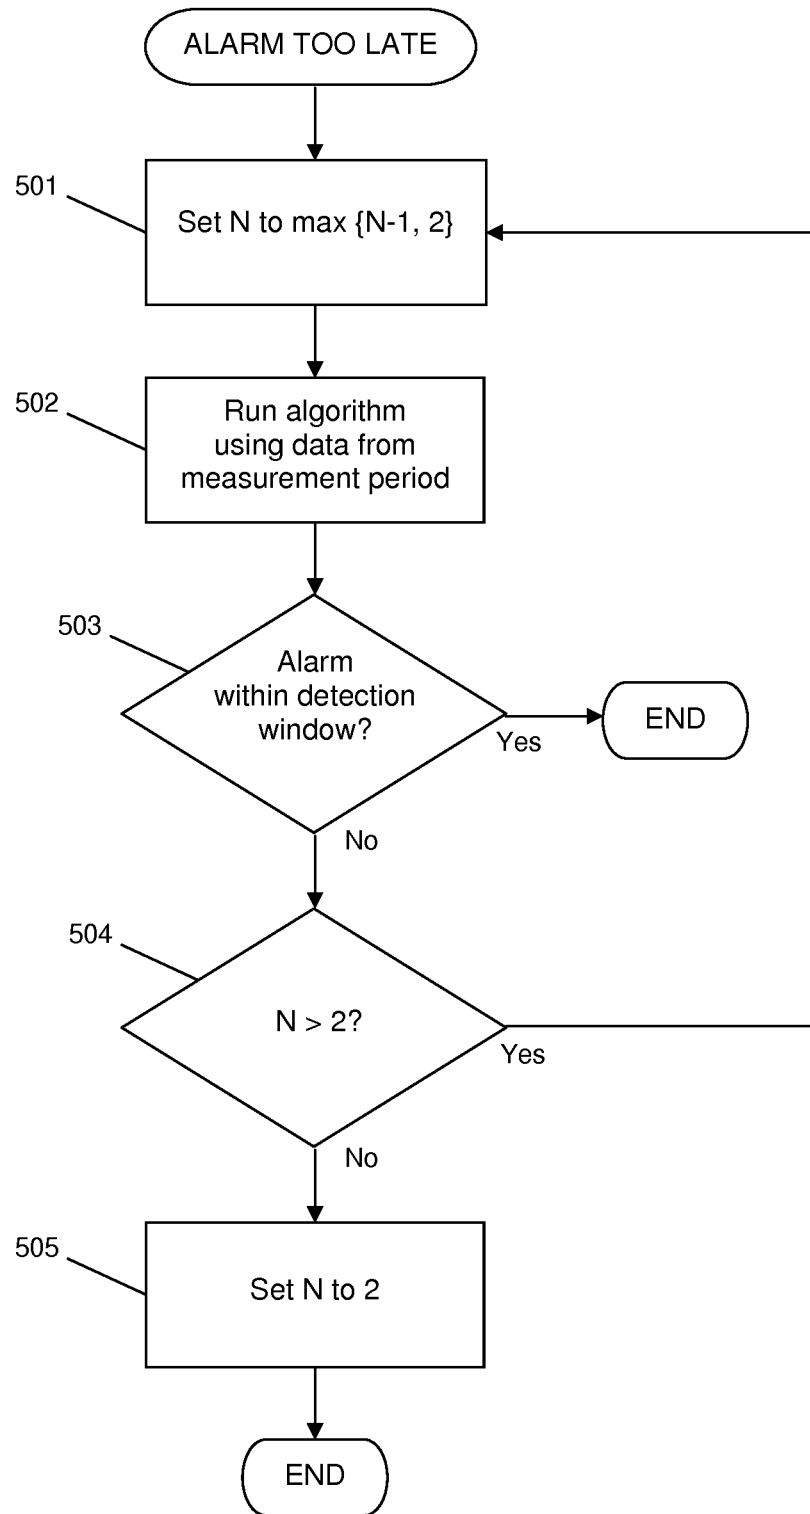 ALARM TOO LATE
501
Set N to max {N-1, 2}
502
Run algorithm
using data from
measurement period
503
Alarm
within detection
window?
Yes
END
No
504
N > 2?
Yes
No
505
Set N to 2
END